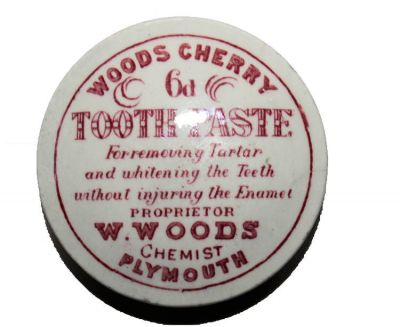 WOODS CHERRY
6d
TOOTH PASTE
For removing Tartar
and whitening the Teeth
without injuring the Enamel
PROPRIETOR
W. WOODS
CHEMIST
PLYMOUTH